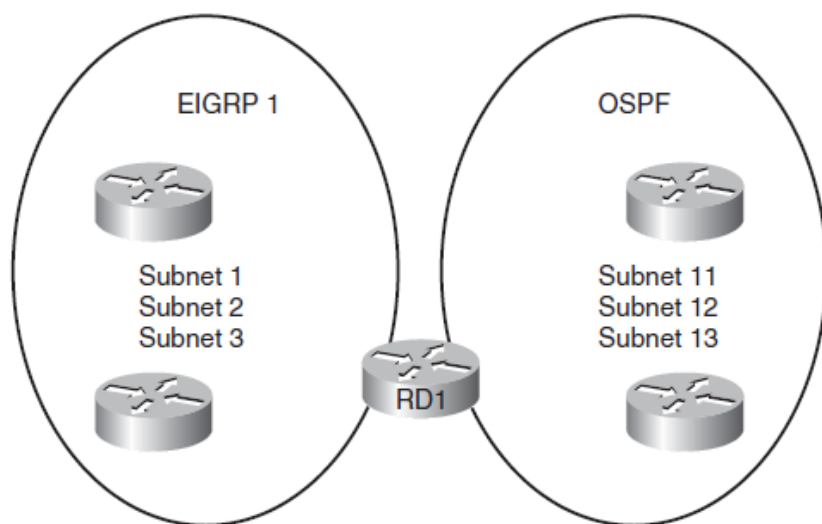 EIGRP 1
Subnet 1
Subnet 2
Subnet 3
RD1
OSPF
Subnet 11
Subnet 12
Subnet 13